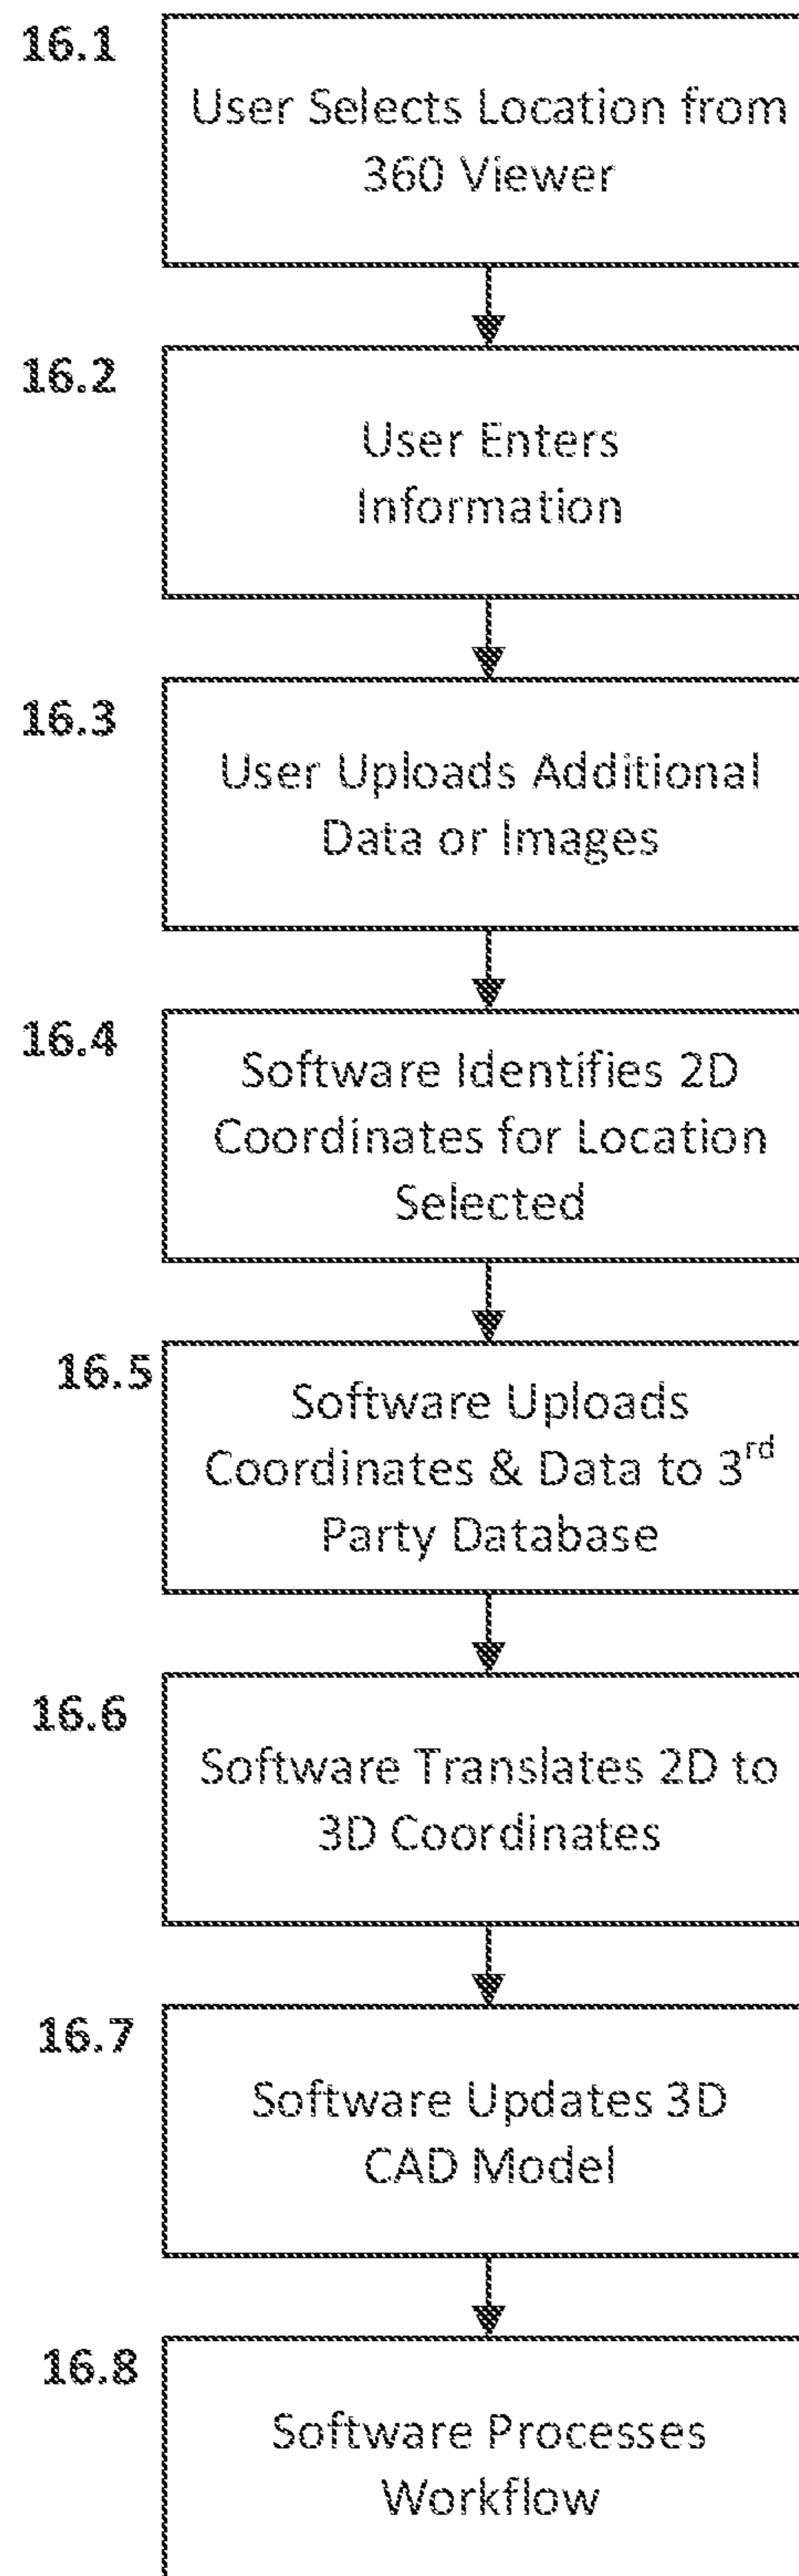 16.1
User Selects Location from
360 Viewer
16.2
User Enters
Information
16.3
User Uploads Additional
Data or Images
16.4
Software Identifies 2D
Coordinates for Location
Selected
16.5
Software Uploads
Coordinates & Data to 3rd
Party Database
16.6
Software Translates 2D to
3D Coordinates
16.7
Software Updates 3D
CAD Model
16.8
Software Processes
Workflow